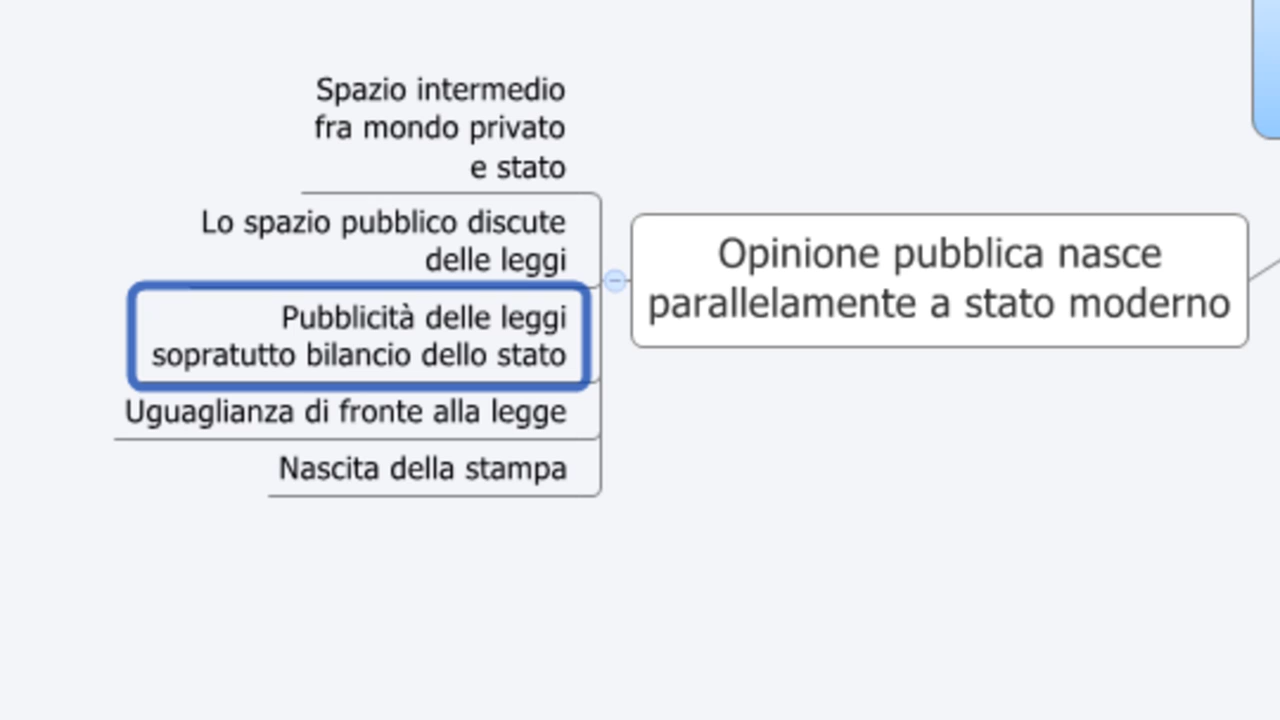 Spazio intermedio
fra mondo privato
e stato
Lo spazio pubblico discute
delle leggi
Pubblicità delle leggi
sopratutto bilancio dello stato
Uguaglianza di fronte alla legge
Nascita della stampa
Opinione pubblica nasce
parallelamente a stato moderno